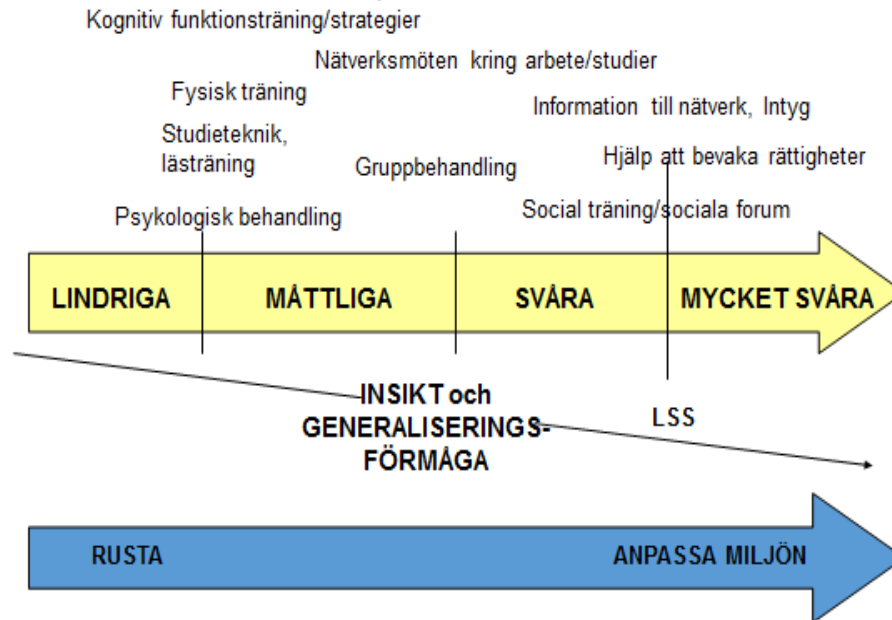 Kognitiv funktionsträning/strategier
Nätverksmöten kring arbete/studier
Fysisk träning
Information till nätverk, Intyg
Studieteknik,
lästräning
Hjälp att bevaka rättigheter
Gruppbehandling
Psykologisk behandling
Social träning/sociala forum
LINDRIGA
MÅTTLIGA
SVÅRA
MYCKET SVÅRA
INSIKT och
GENERALISERINGS-
FÖRMÅGA
LSS
RUSTA
ANPASSA MILJÖN